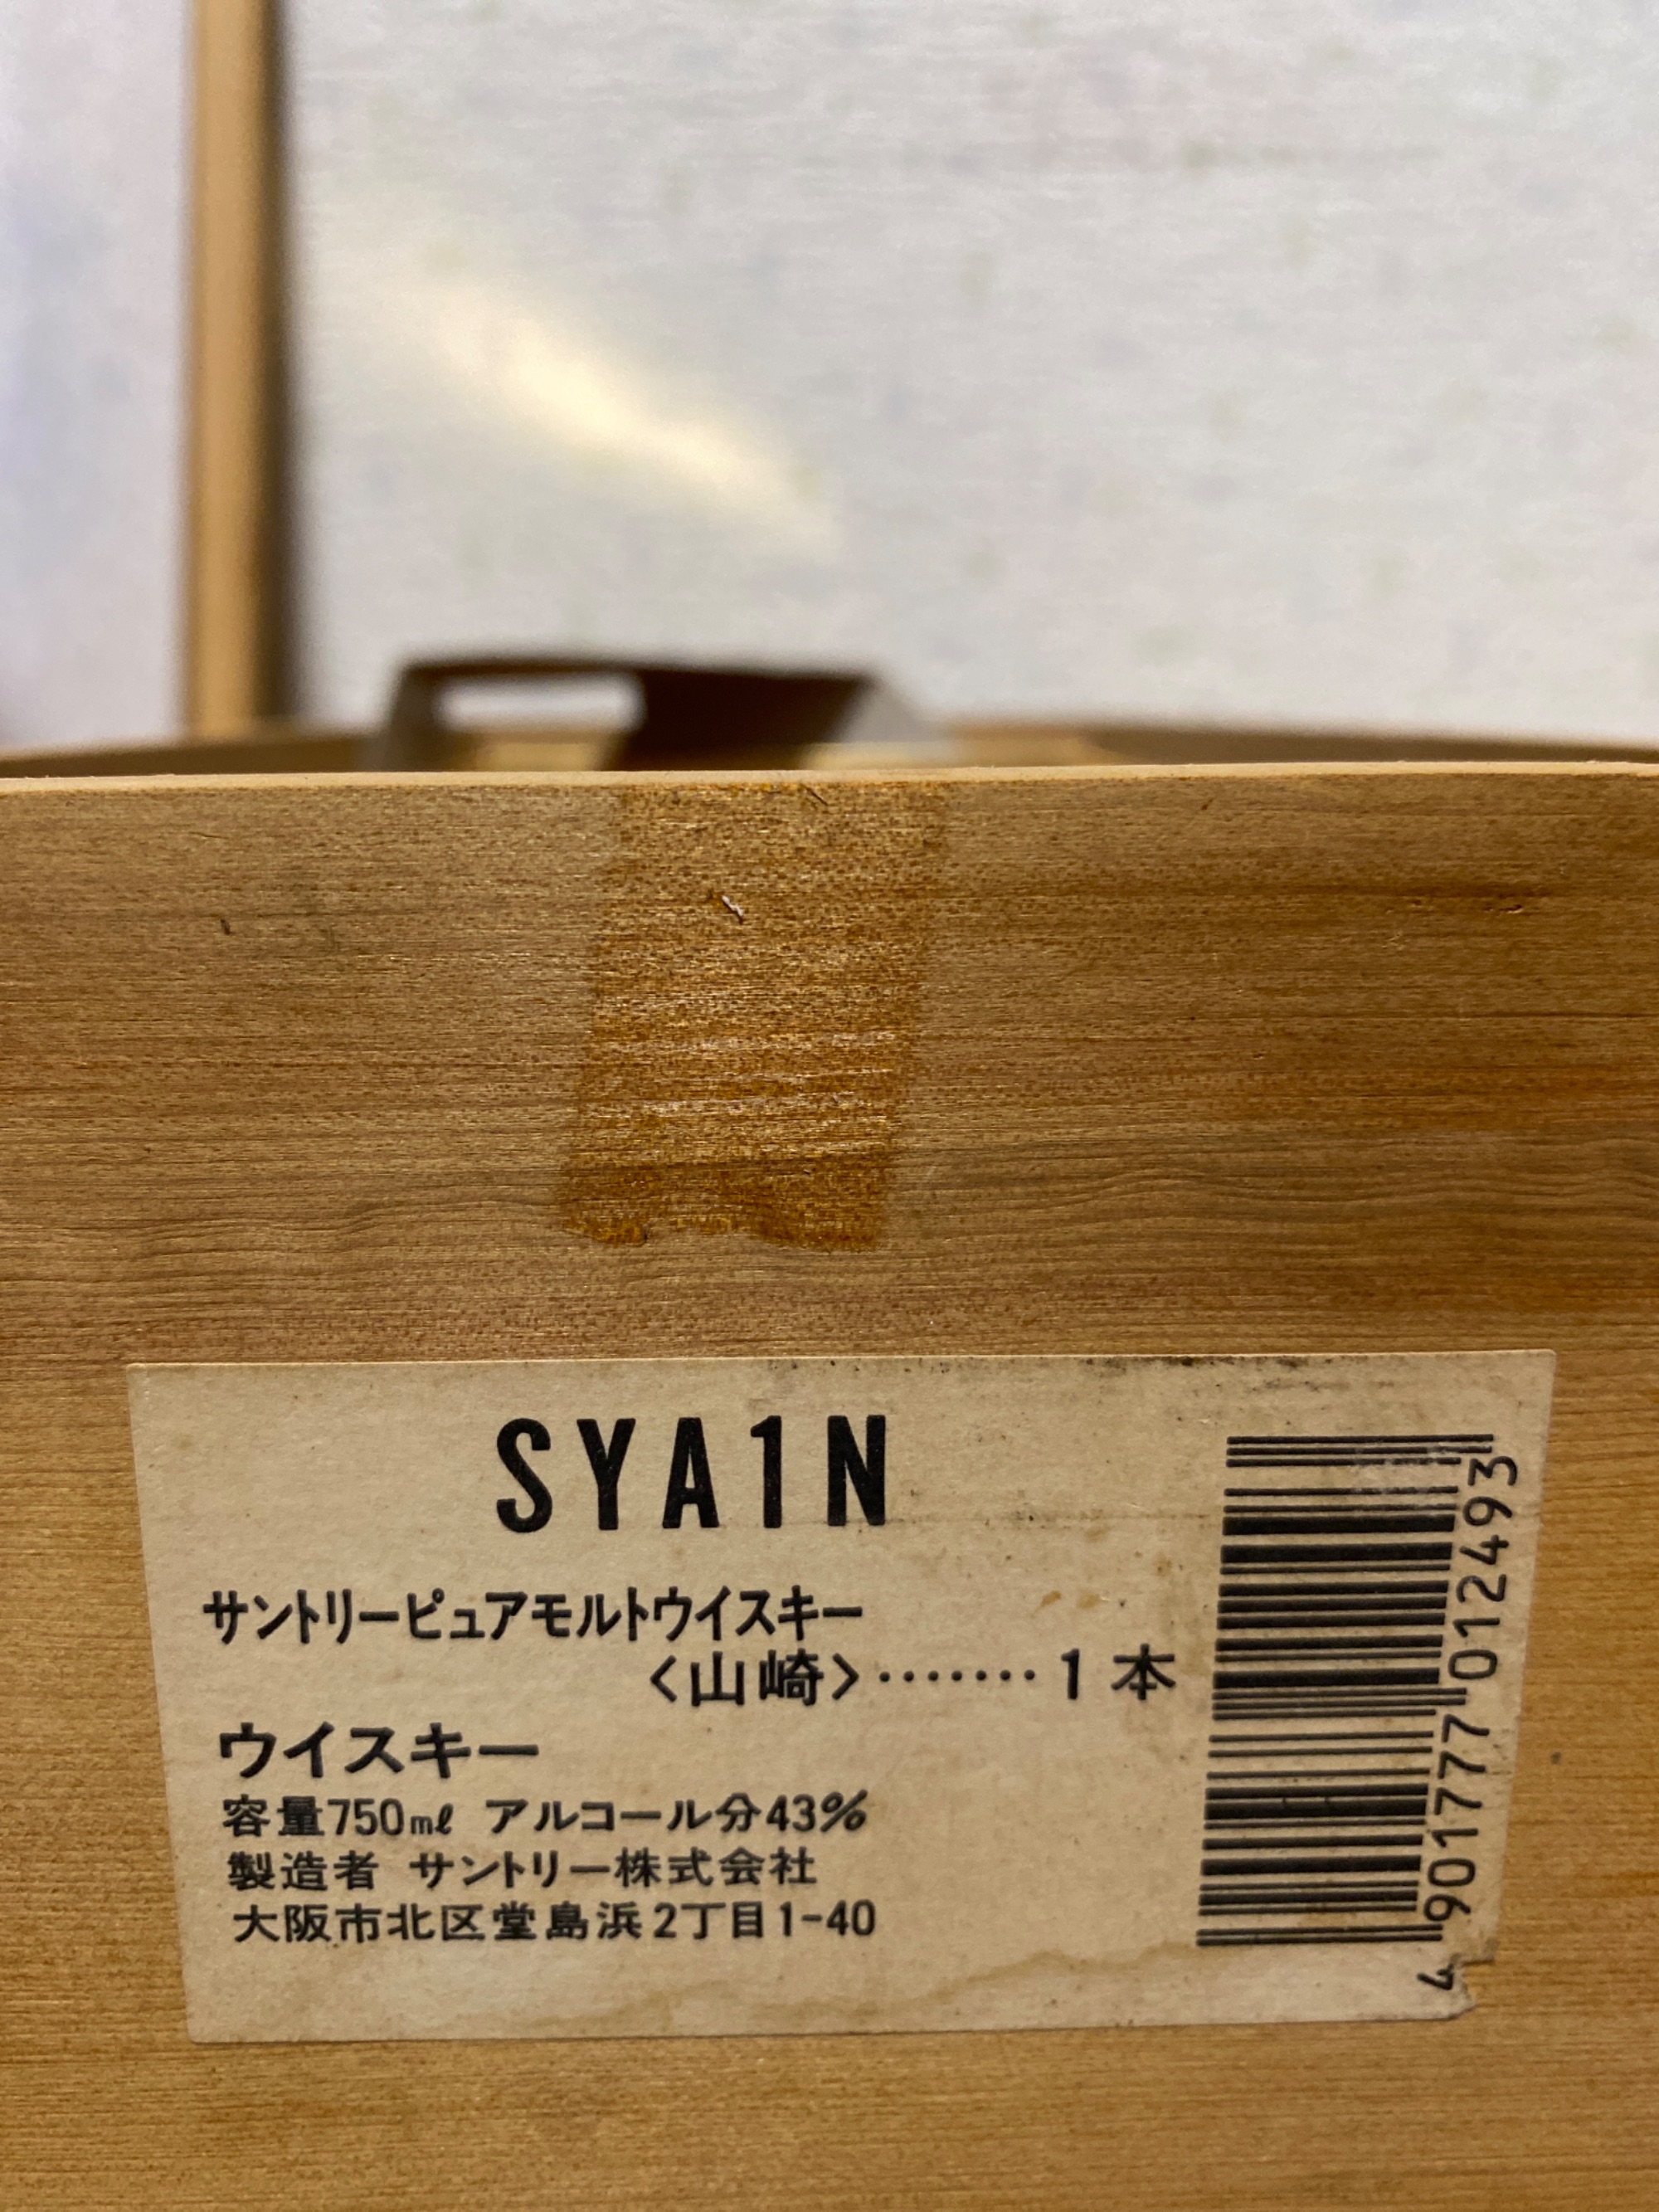 SYA1N
サントリーピュアモルトウイスキー
〈山崎〉・・・・・・・1本
ウイスキー
容量750㎖ アルコール分43%
製造者 サントリー株式会社
大阪市北区堂島浜2丁目1-40
4 901777 012493